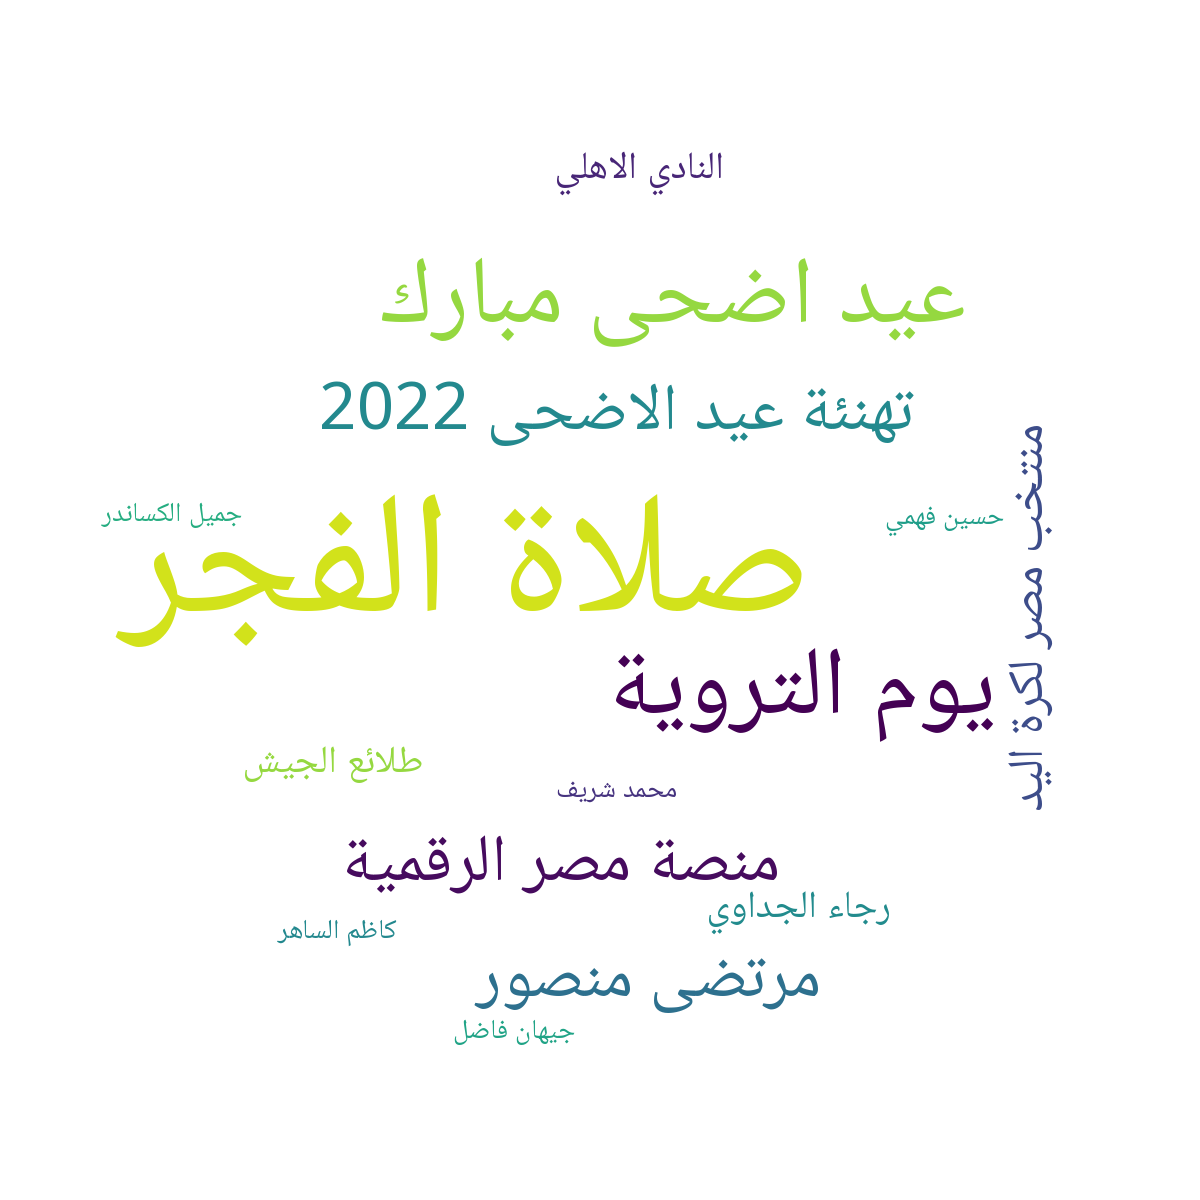 النادي الاهلي
عيد اضحى مبارك
تهنئة عيد الاضحى 2022
منتخب مصر لكرة اليد
جميل الكساندر
حسين فهمي
صلاة الفجر
يوم التروية
طلائع الجيش
محمد شريف
منصة مصر الرقمية
رجاء الجداوي
كاظم الساهر
مرتضى منصور
جيهان فاضل